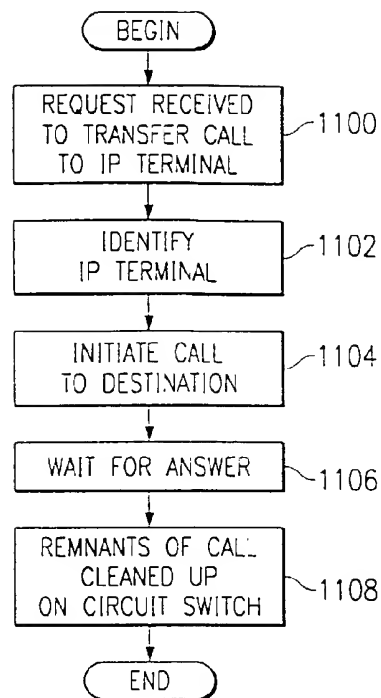 BEGIN
REQUEST RECEIVED
TO TRANSFER CALL
TO IP TERMINAL
1100
IDENTIFY
IP TERMINAL
1102
INITIATE CALL
TO DESTINATION
1104
WAIT FOR ANSWER
1106
REMNANTS OF CALL
CLEANED UP
ON CIRCUIT SWITCH
1108
END